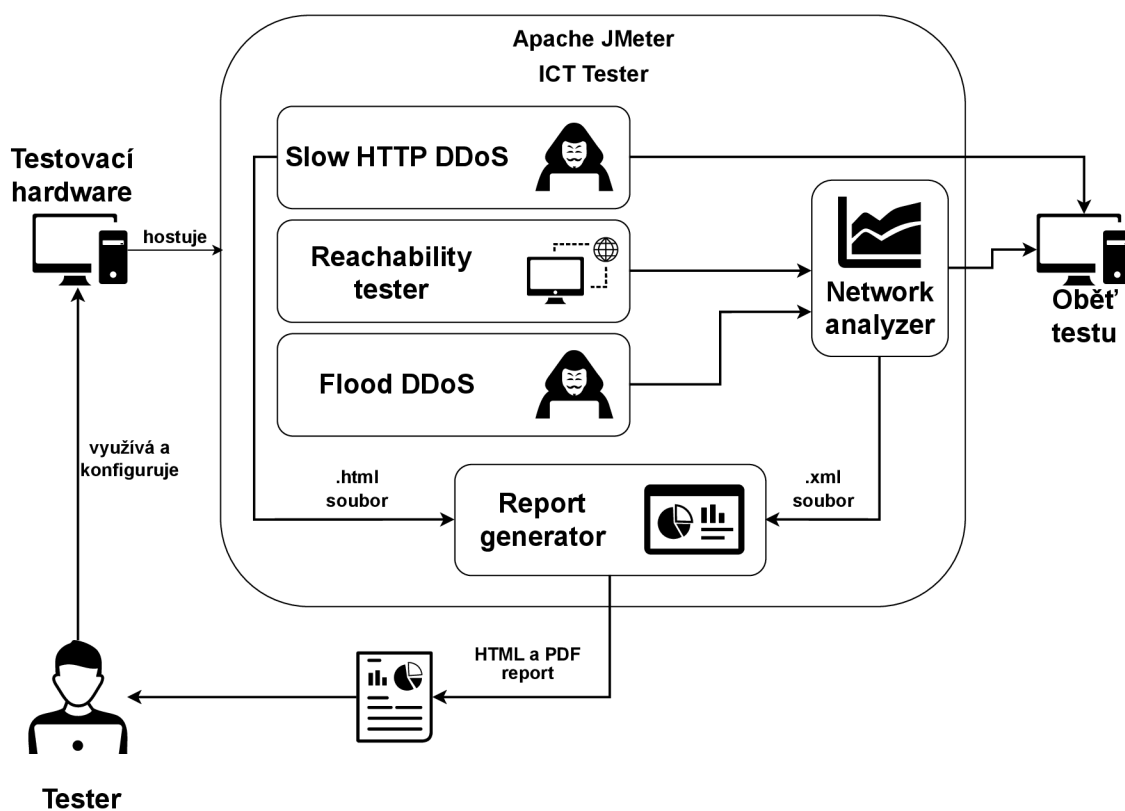 Apache JMeter
ICT Tester
Testovací
hardware
hostuje
Slow HTTP DDoS
Reachability
tester
Flood DDoS
Network
analyzer
Oběť
testu
využívá a
konfiguruje
.html
soubor
.xml
soubor
Report
generator
HTML a PDF
report
Tester